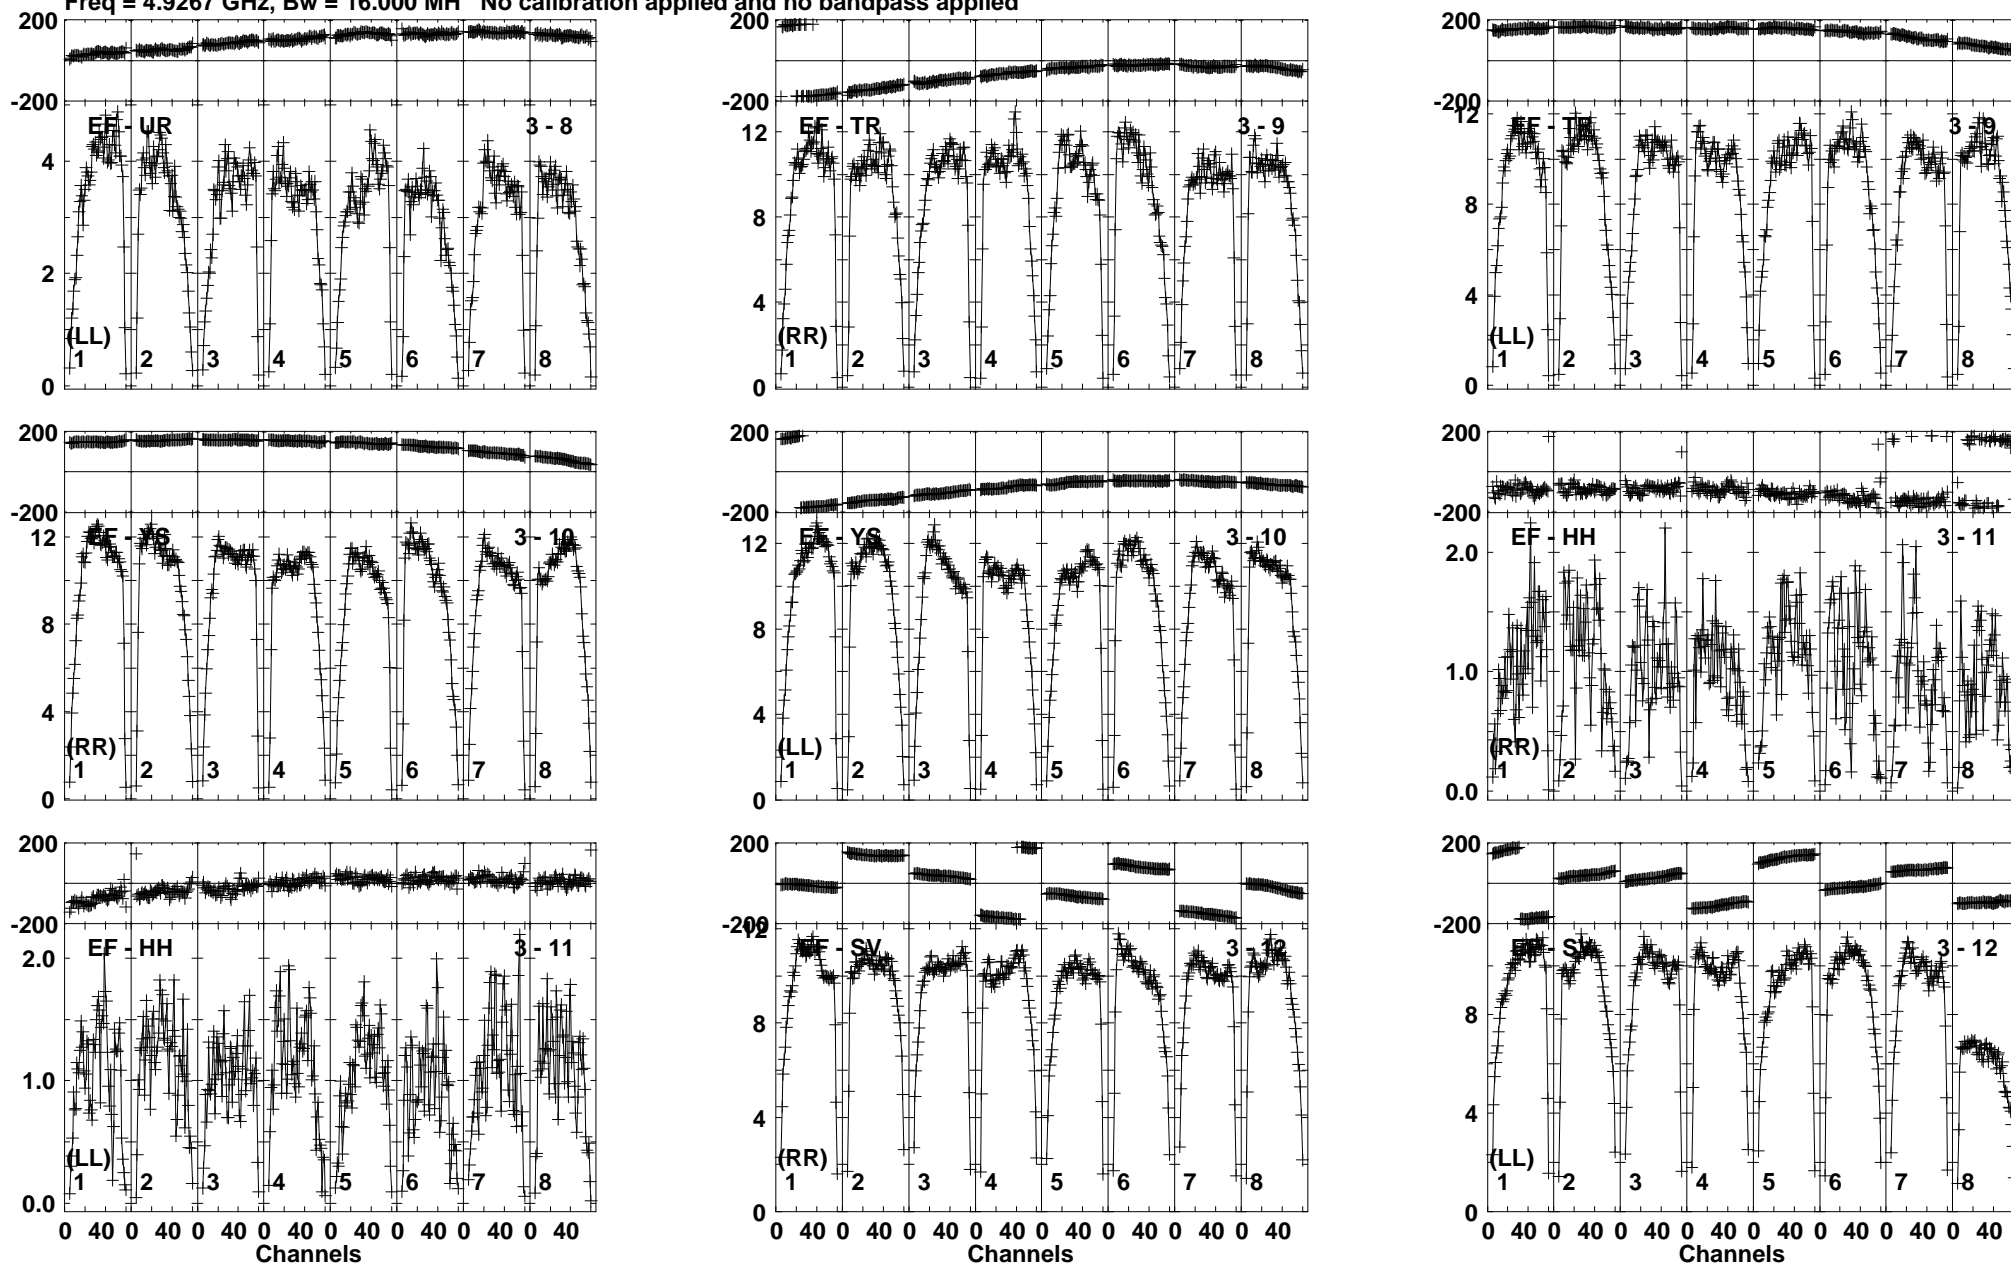 Freq = 4.9267 GHz, Bw = 16.000 MH No calibration applied and no bandpass applied
200 200 200
-200 -200 -200
EF - UR 3 - 8 EF - TR 3 - 9 EF - TR 3 - 9
12 12
4
8 8
2
4 4
(LL) (RR) (LL)
1 2 3 4 5 6 7 8 1 2 3 4 5 6 7 8 1 2 3 4 5 6 7 8
0 0 0
200 200 200
-200 -200 -200
EF - YS 3 - 10 EF - YS 3 - 10 EF - HH 3 - 11
12 12 2.0
8 8
1.0
4 4
(RR) (LL) (RR)
1 2 3 4 5 6 7 8 1 2 3 4 5 6 7 8 1 2 3 4 5 6 7 8
0 0 0.0
200 200 200
-200 -200 -200
12
EF - HH 3 - 11 EF - SV 3 - 12 EF - SV 3 - 12
2.0
8 8
1.0
4 4
(LL) (RR) (LL)
1 2 3 4 5 6 7 8 1 2 3 4 5 6 7 8 1 2 3 4 5 6 7 8
0.0 0 0
0 40 0 40 0 40 0 40 0 40 0 40 0 40 0 40 0 40 0 40 0 40 0 40 0 40 0 40 0 40 0 40 0 40 0 40 0 40 0 40 0 40 0 40 0 40 0 40
Channels Channels Channels